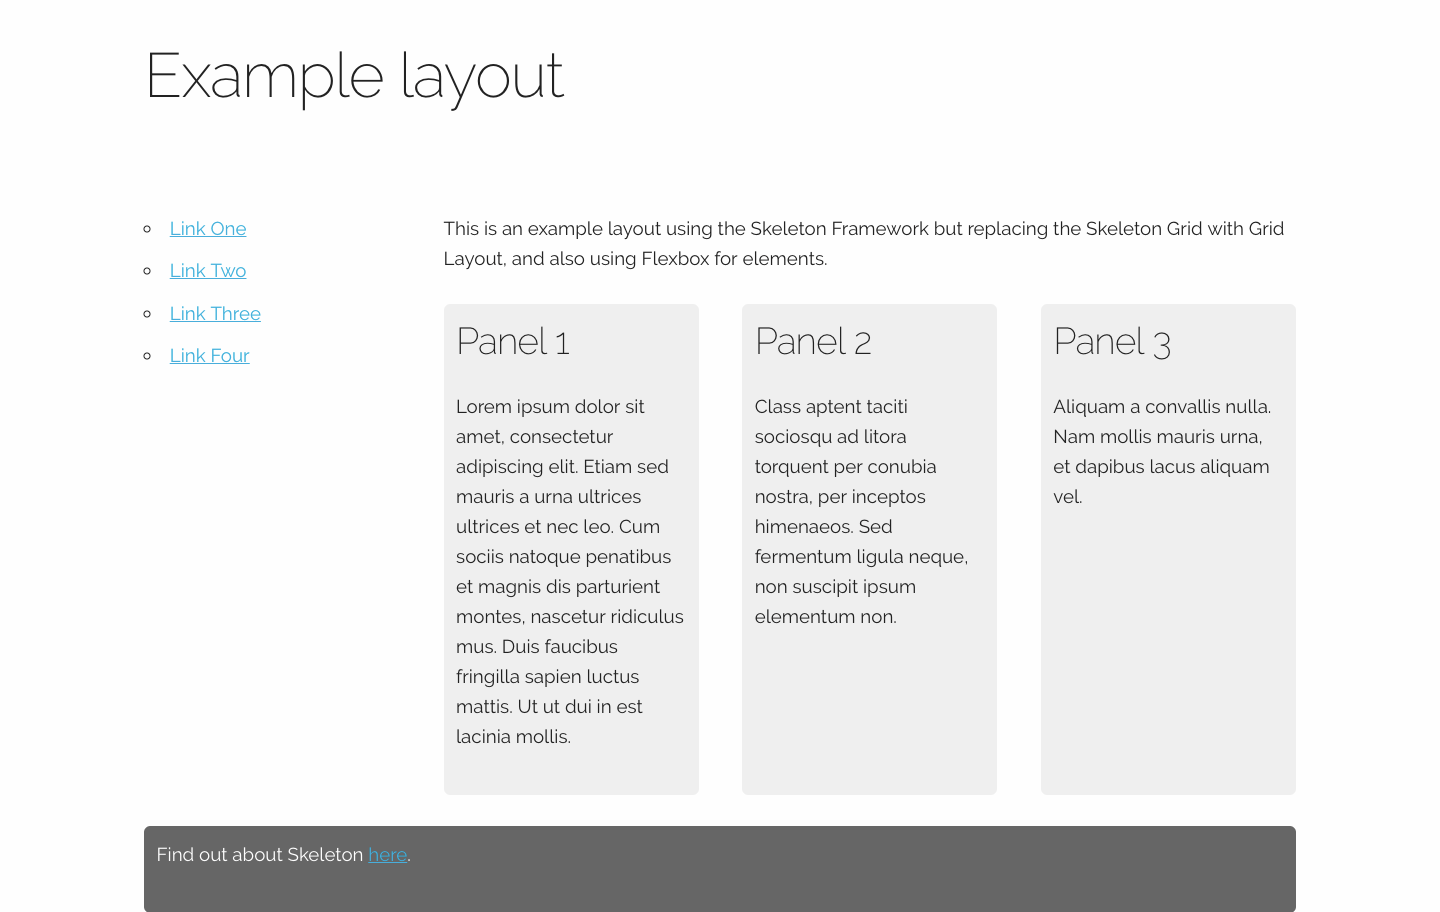 Example layout
Link One
Link Two
Link Three
Link Four
This is an example layout using the Skeleton Framework but replacing the Skeleton Grid with Grid
Layout, and also using Flexbox for elements.
Panel 1
Lorem ipsum dolor sit
amet, consectetur
adipiscing elit. Etiam sed
mauris a urna ultrices
ultrices et nec leo. Cum
sociis natoque penatibus
et magnis dis parturient
montes, nascetur ridiculus
mus. Duis faucibus
fringilla sapien luctus
mattis. Ut ut dui in est
lacinia mollis.
Panel 2
Class aptent taciti
sociosqu ad litora
torquent per conubia
nostra, per inceptos
himenaeos. Sed
fermentum ligula neque,
non suscipit ipsum
elementum non.
Panel 3
Aliquam a convallis nulla.
Nam mollis mauris urna,
et dapibus lacus aliquam
vel.
Find out about Skeleton here.